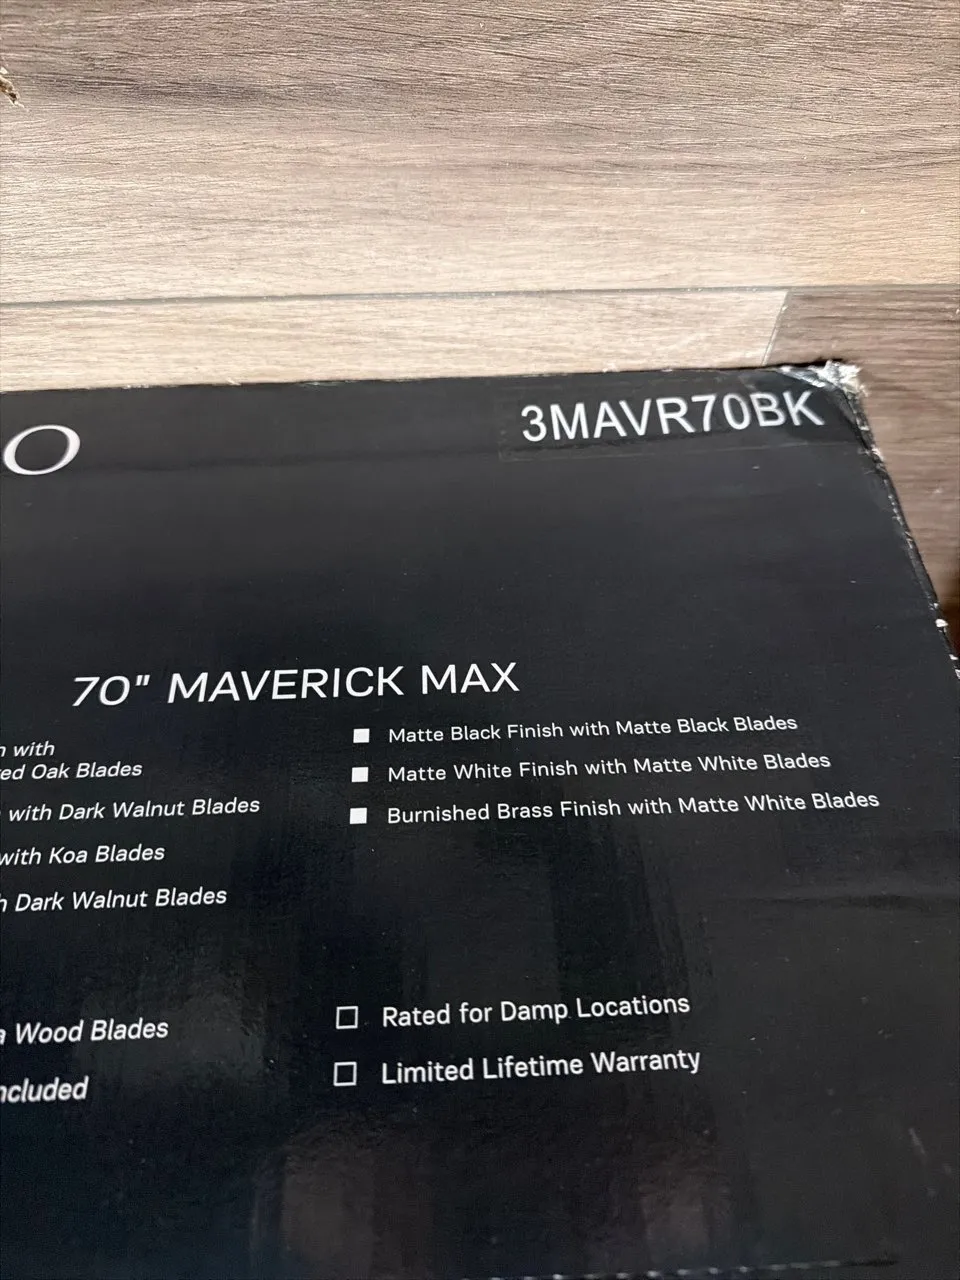 O
3MAVR70BK
70" MAVERICK MAX
with
Oak Blades
with Dark Walnut Blades
with Koa Blades
Dark Walnut Blades
Matte Black Finish with Matte Black Blades
Matte White Finish with Matte White Blades
Burnished Brass Finish with Matte White Blades
Wood Blades
Rated for Damp Locations
Limited Lifetime Warranty